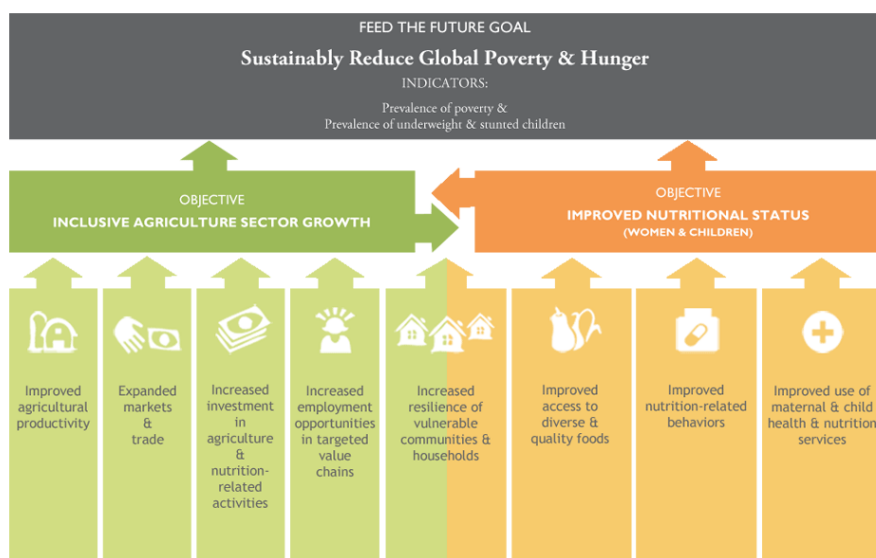 FEED THE FUTURE GOAL
Sustainably Reduce Global Poverty & Hunger
INDICATORS:
Prevalence of poverty &
Prevalence of underweight & stunted children
OBJECTIVE
INCLUSIVE AGRICULTURE SECTOR GROWTH
OBJECTIVE
IMPROVED NUTRITIONAL STATUS
(WOMEN & CHILDREN)
Improved
agricultural
productivity
Expanded
markets
&
trade
Increased
investment
in
agriculture
&
nutrition-
related
activities
Increased
employment
opportunities
in targeted
value
chains
Increased
resilience of
vulnerable
communities &
households
Improved
access to
diverse &
quality foods
Improved
nutrition-related
behaviors
Improved use of
maternal & child
health & nutrition
services